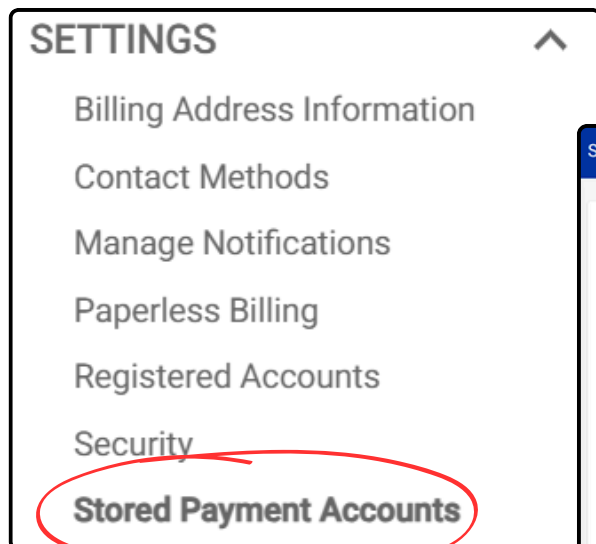 SETTINGS
Billing Address Information
Contact Methods
Manage Notifications
Paperless Billing
Registered Accounts
Security
Stored Payment Accounts
S